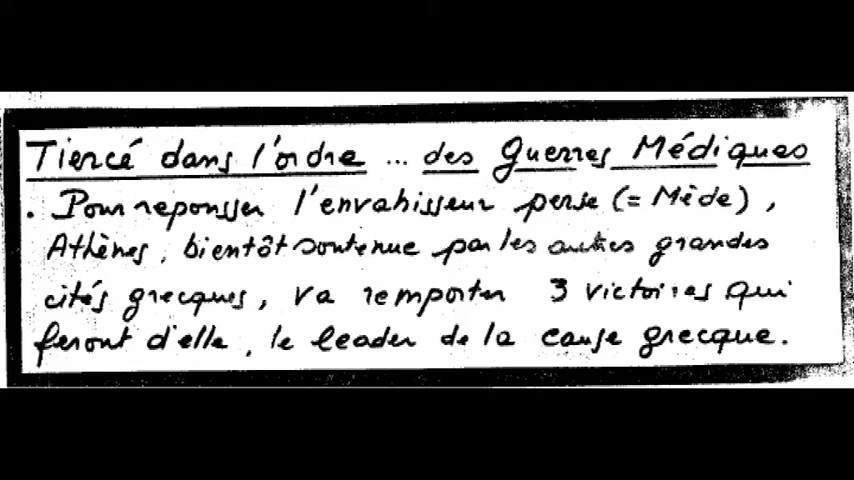 Tiercé dans l'ordre ... des Guerres Médiques
. Pour repousser l'envahisseur perse (= Mède) ,
Athènes, bientôt soutenue par les autres grandes
cités grecques, va remporter 3 victoires qui
feront d'elle, le leader de la cause grecque.